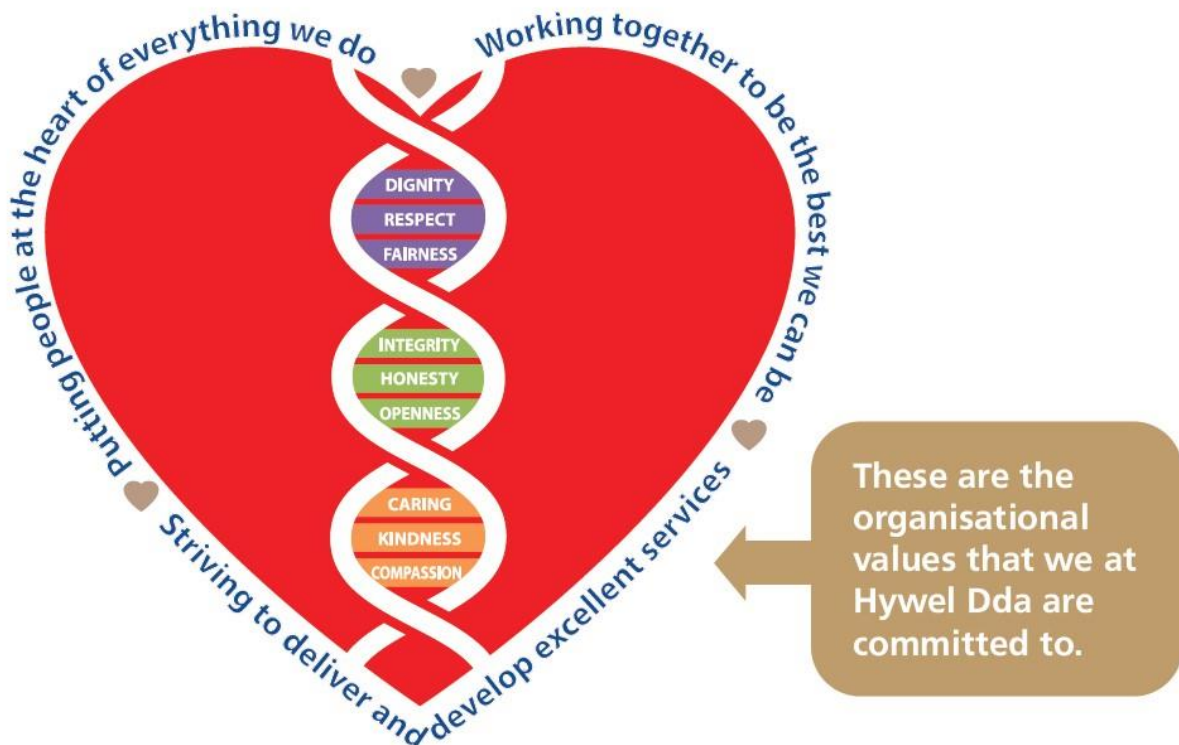 Putting people at the heart of everything we do
Working together to be the best we can be
Striving to deliver and develop excellent services
DIGNITY
RESPECT
FAIRNESS
INTEGRITY
HONESTY
OPENNESS
CARING
KINDNESS
COMPASSION
These are the
organisational
values that we at
Hywel Dda are
committed to.